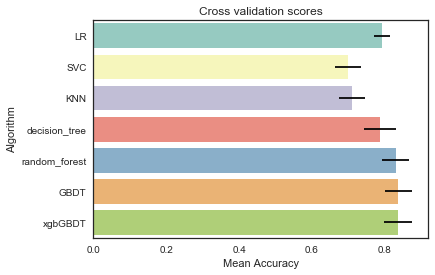 Cross validation scores
LR
SVC
KNN
decision_tree
random_forest
GBDT
xgbGBDT
Algorithm
0.0 0.2 0.4 0.6 0.8
Mean Accuracy